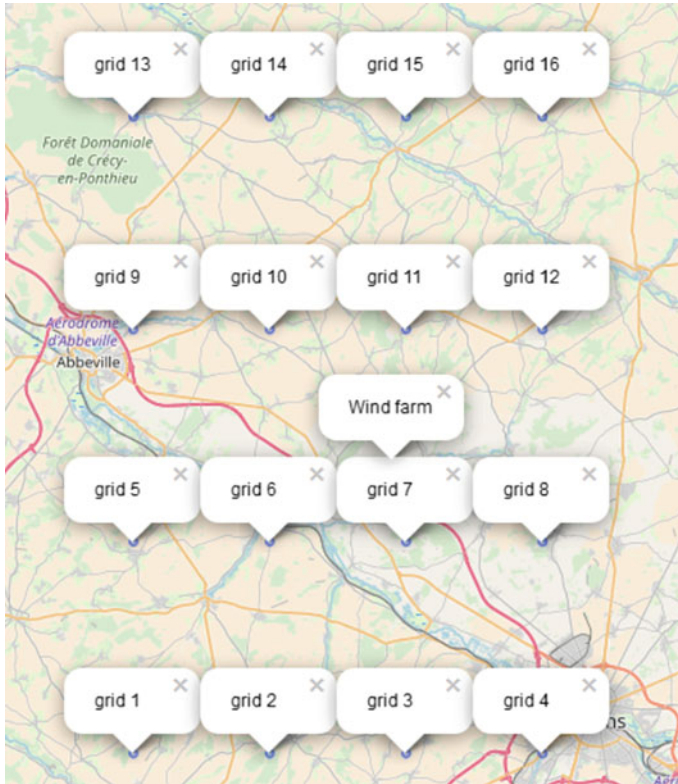 grid 13 ×
grid 14 ×
grid 15 ×
grid 16 ×
Forêt Domaniale
de Crécy-
en-Ponthieu
grid 9 ×
grid 10 ×
grid 11 ×
grid 12 ×
Aérodrome
d'Abbeville
Abbeville
Wind farm ×
grid 5 ×
grid 6 ×
grid 7 ×
grid 8 ×
grid 1 ×
grid 2 ×
grid 3 ×
grid 4 ×
ns